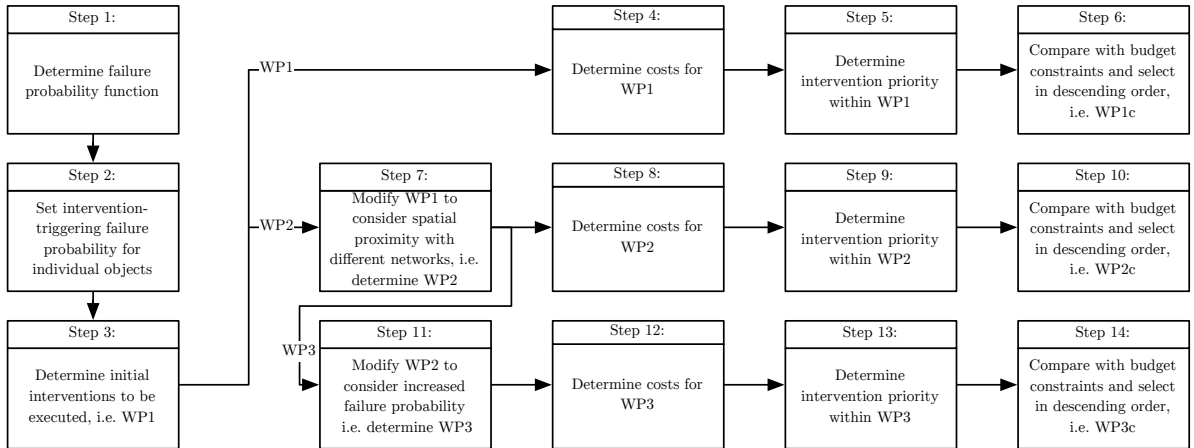 Step 1:
Determine failure
probability function
Step 2:
Set intervention-
triggering failure
probability for
individual objects
Step 3:
Determine initial
interventions to be
executed, i.e. WP1
WP1
Step 4:
Determine costs for
WP1
Step 5:
Determine
intervention priority
within WP1
Step 6:
Compare with budget
constraints and select
in descending order,
i.e. WP1c
WP2
Step 7:
Modify WP1 to
consider spatial
proximity with
different networks, i.e.
determine WP2
Step 8:
Determine costs for
WP2
Step 9:
Determine
intervention priority
within WP2
Step 10:
Compare with budget
constraints and select
in descending order,
i.e. WP2c
WP3
Step 11:
Modify WP2 to
consider increased
failure probability
i.e. determine WP3
Step 12:
Determine costs for
WP3
Step 13:
Determine
intervention priority
within WP3
Step 14:
Compare with budget
constraints and select
in descending order,
i.e. WP3c